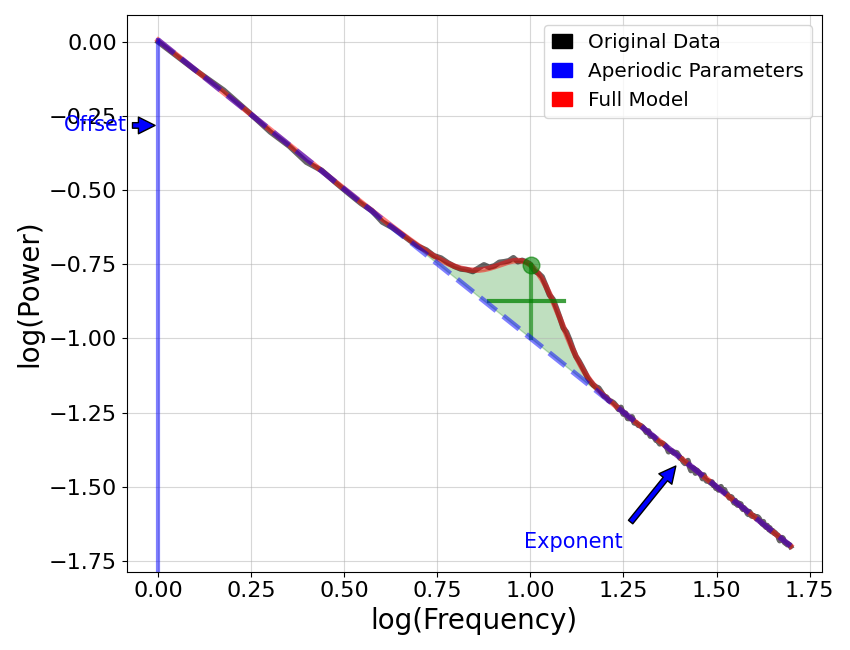 0.00
−0.25
−0.50
−0.75
−1.00
−1.25
−1.50
−1.75
log(Power)
Offset
Original Data
Aperiodic Parameters
Full Model
Exponent
0.00 0.25 0.50 0.75 1.00 1.25 1.50 1.75
log(Frequency)